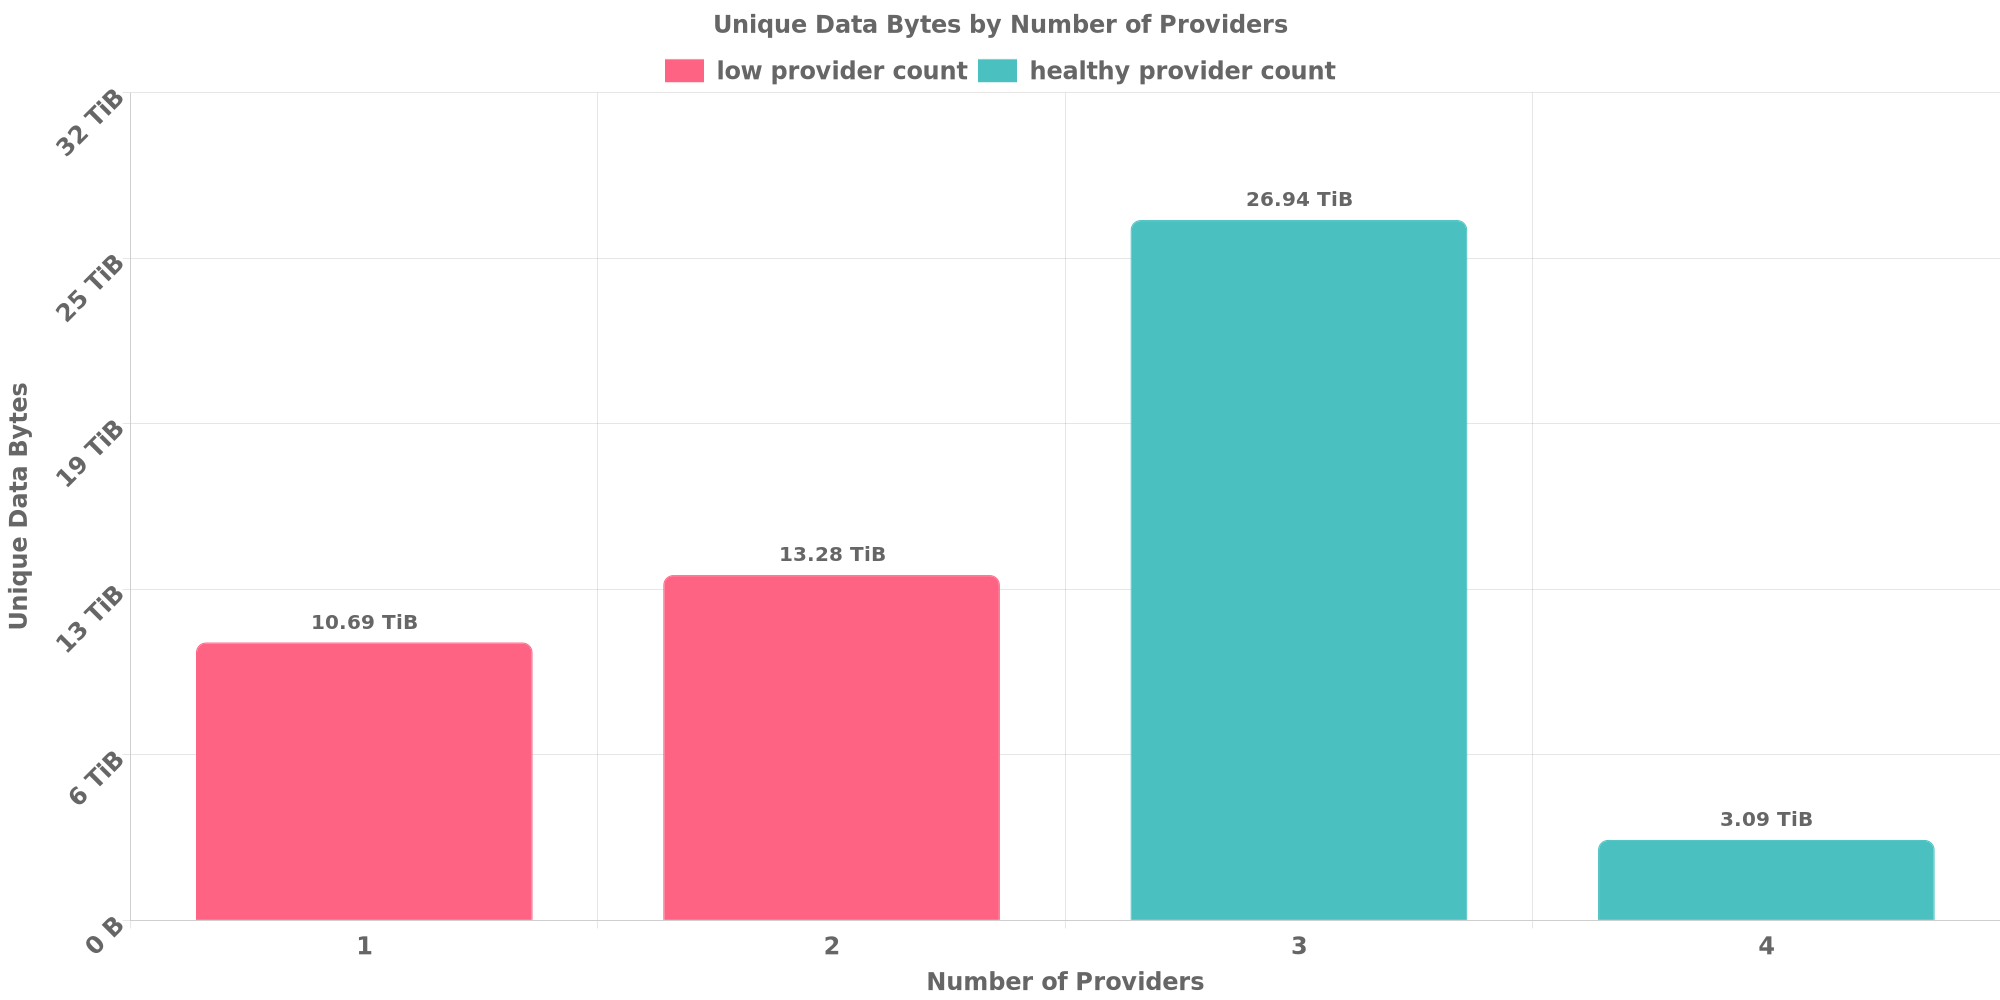 Unique Data Bytes by Number of Providers
low provider count healthy provider count
32 TiB
25 TiB
19 TiB
13 TiB
6 TiB
0 B
Unique Data Bytes
10.69 TiB
13.28 TiB
26.94 TiB
3.09 TiB
1 2 3 4
Number of Providers